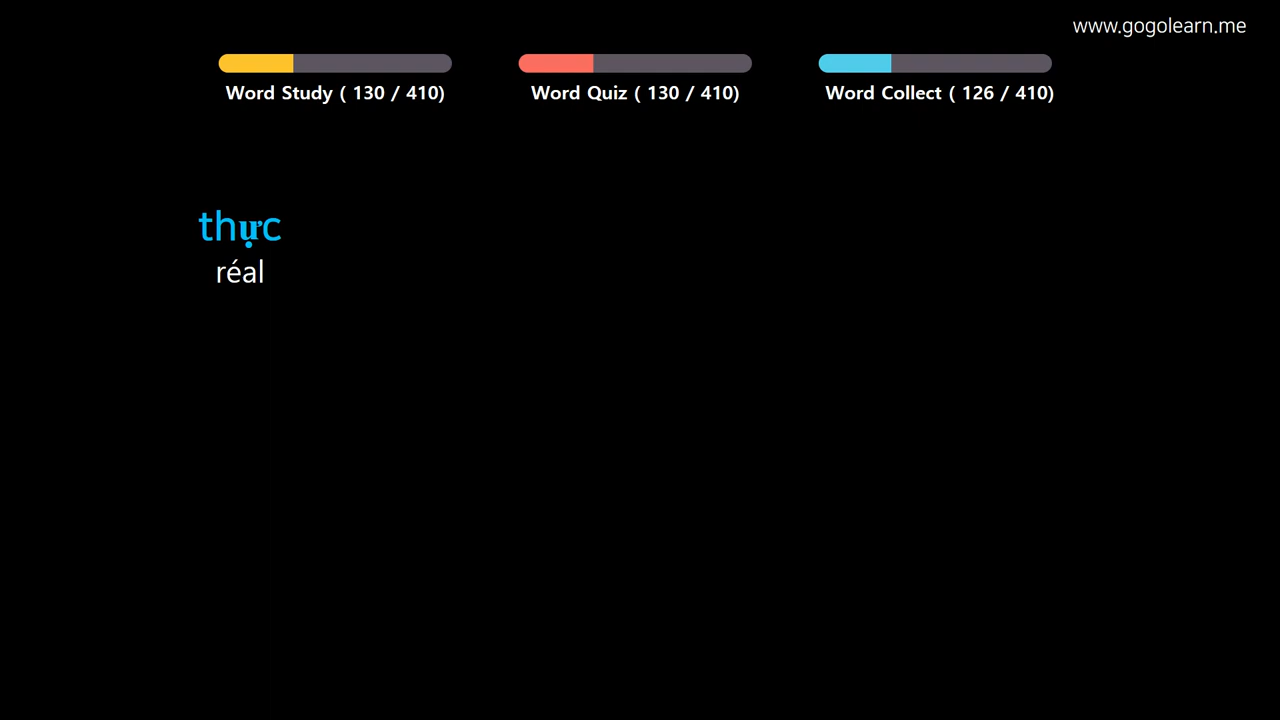 www.gogolearn.me
Word Study ( 130 / 410)
Word Quiz ( 130 / 410)
Word Collect ( 126 / 410)
thực
réal